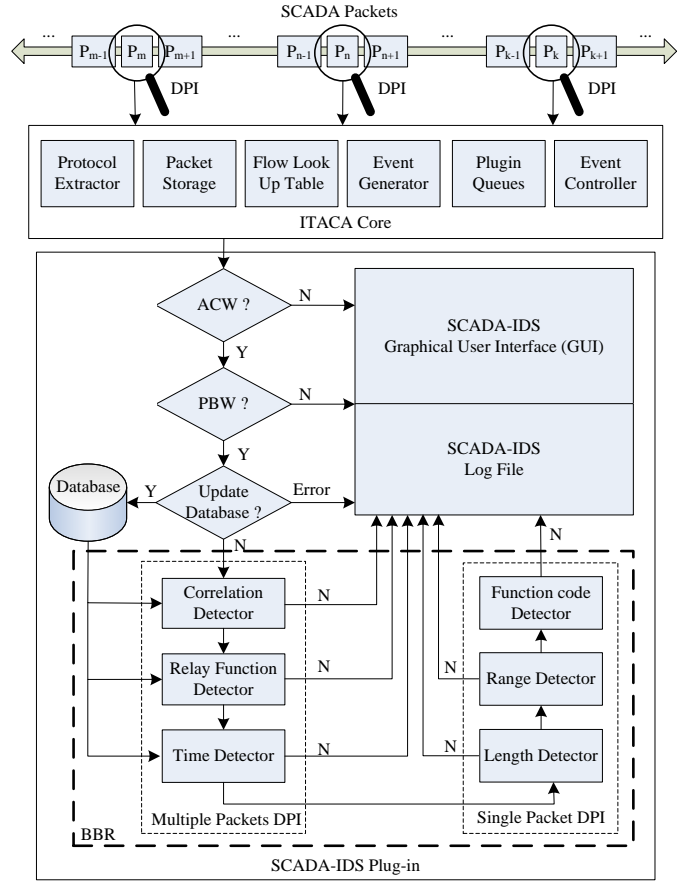 SCADA Packets
... ... ... ...
Pm-1 Pm Pm+1 Pn-1 Pn Pn+1 Pk-1 Pk Pk+1
DPI DPI DPI
Protocol Extractor
Packet Storage
Flow Look Up Table
Event Generator
Plugin Queues
Event Controller
ITACA Core
ACW ?
N
Y
SCADA-IDS
Graphical User Interface (GUI)
PBW ?
N
Y
SCADA-IDS
Log File
Database
Y
Update
Database ?
Error
N
N
Correlation
Detector
N
Function code
Detector
Relay Function
Detector
N
N
Range Detector
Time Detector
N
N
Length Detector
Multiple Packets DPI
Single Packet DPI
BBR
SCADA-IDS Plug-in